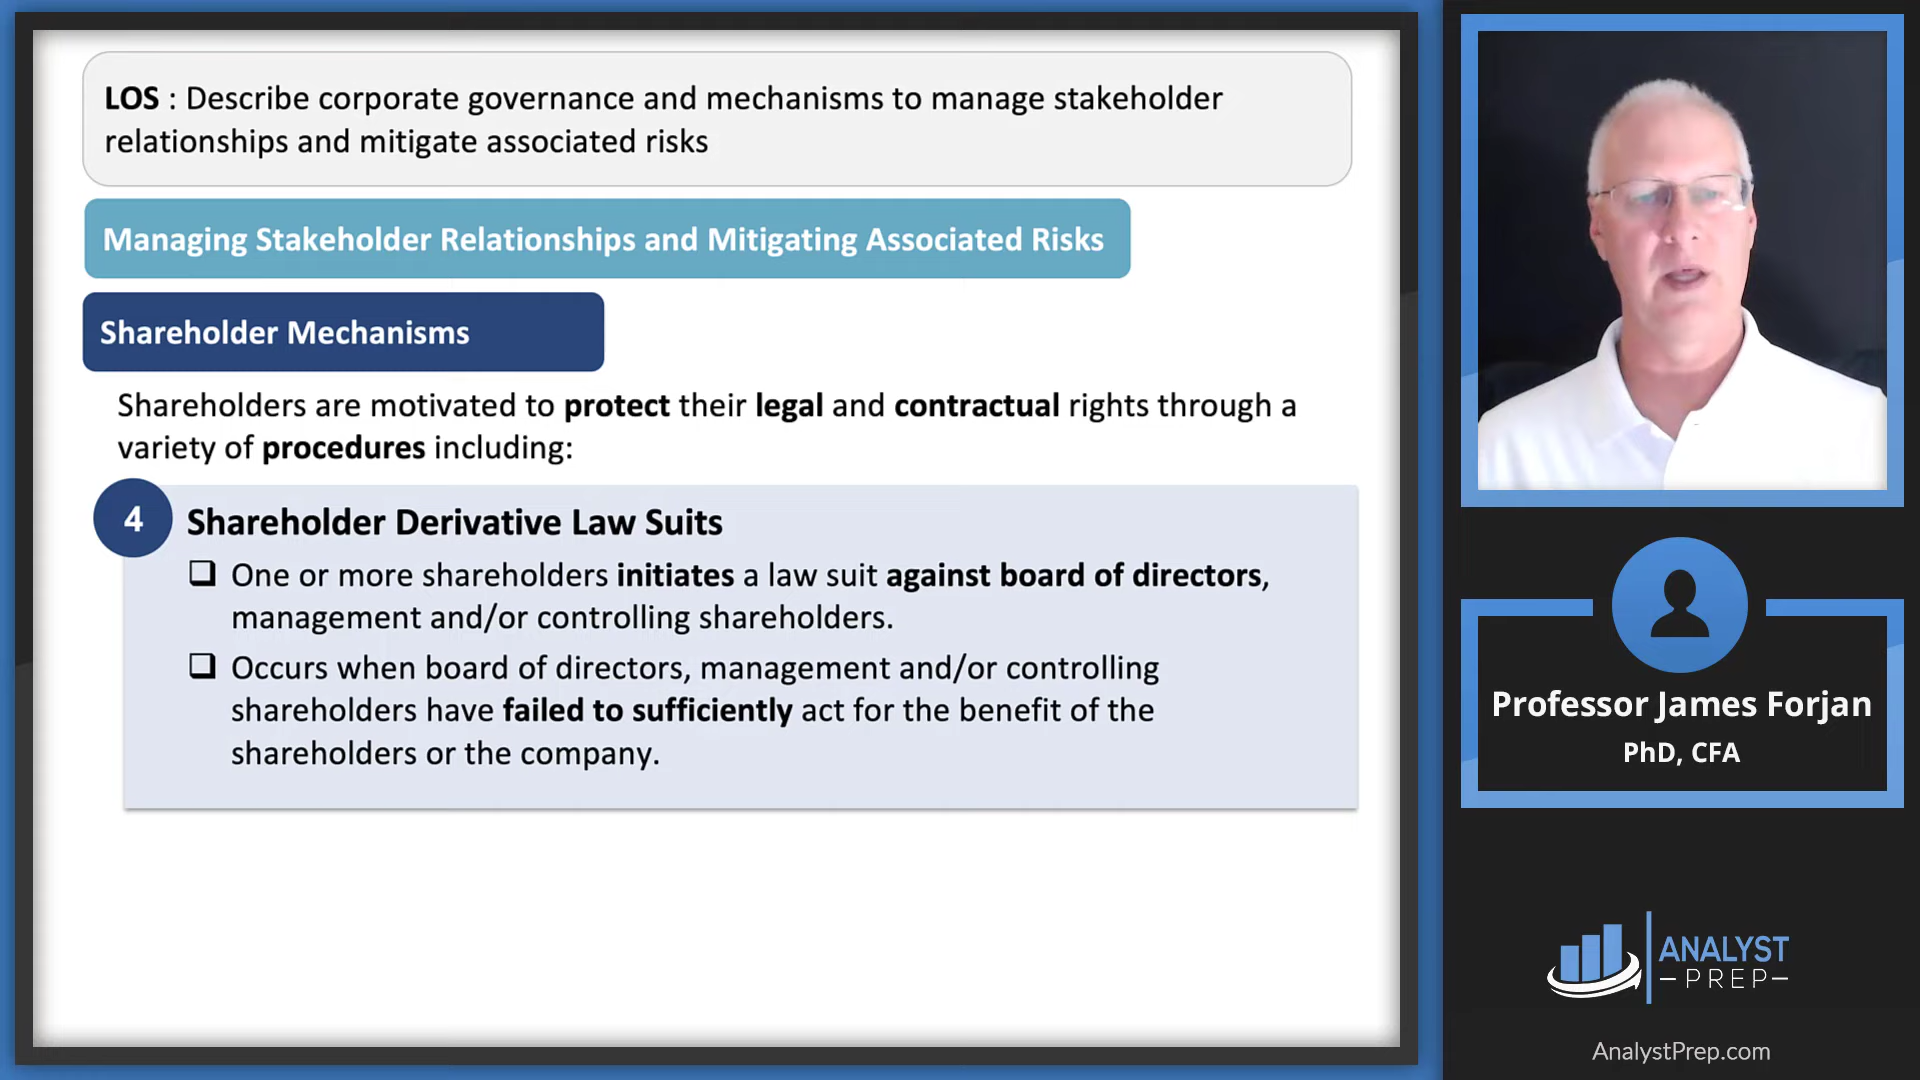 LOS : Describe corporate governance and mechanisms to manage stakeholder
relationships and mitigate associated risks
Managing Stakeholder Relationships and Mitigating Associated Risks
Shareholder Mechanisms
Shareholders are motivated to protect their legal and contractual rights through a
variety of procedures including:
4
Shareholder Derivative Law Suits
One or more shareholders initiates a law suit against board of directors,
management and/or controlling shareholders.
Occurs when board of directors, management and/or controlling
shareholders have failed to sufficiently act for the benefit of the
shareholders or the company.
Professor James Forjan
PhD, CFA
ANALYST
PREP
AnalystPrep.com